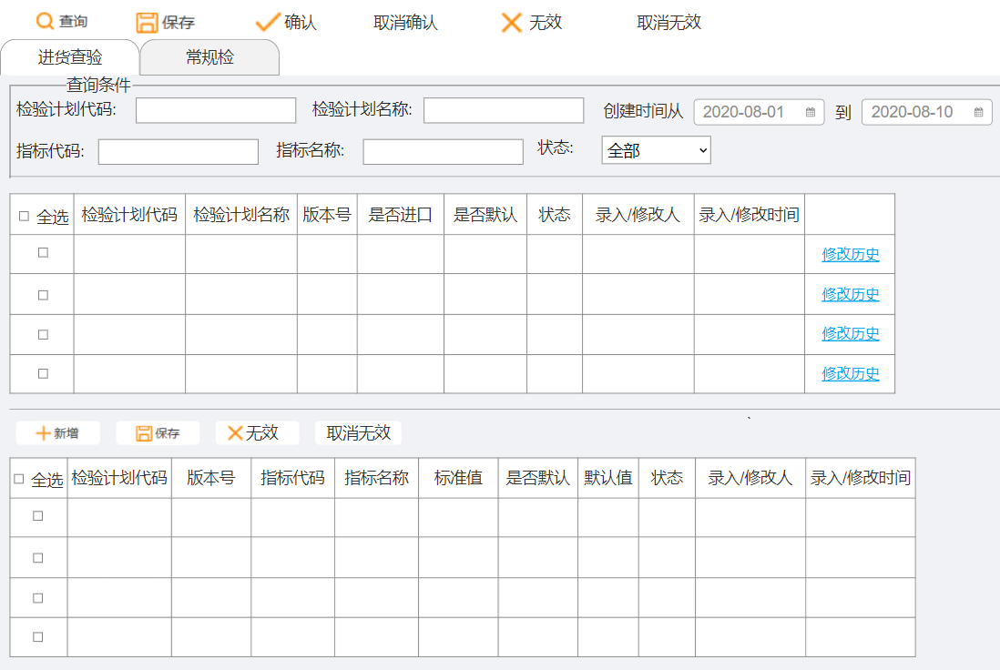 查询 保存 确认 取消确认 无效 取消无效
进货查验 常规检
查询条件
检验计划代码: 检验计划名称: 创建时间从 2020-08-01 到 2020-08-10
指标代码: 指标名称: 状态: 全部
全选 检验计划代码 检验计划名称 版本号 是否进口 是否默认 状态 录入/修改人 录入/修改时间
修改历史
修改历史
修改历史
修改历史
新增 保存 无效 取消无效
全选 检验计划代码 版本号 指标代码 指标名称 标准值 是否默认 默认值 状态 录入/修改人 录入/修改时间